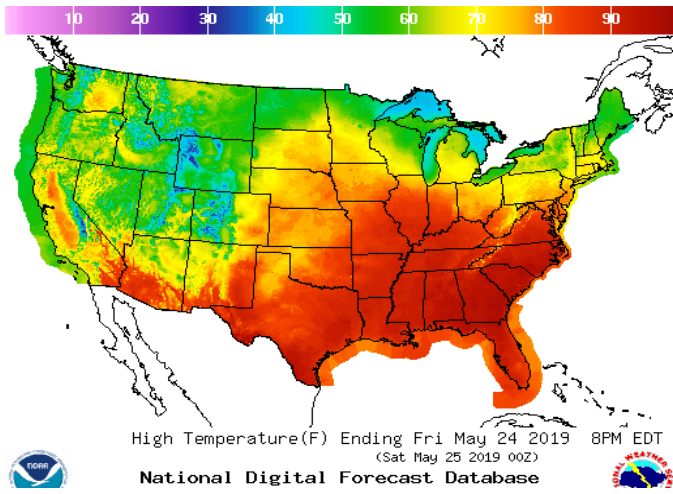 10 20 30 40 50 60 70 80 90
High Temperature(F) Ending Fri May 24 2019 8PM EDT
(Sat May 25 2019 00Z)
National Digital Forecast Database
NOAA
WEATHER